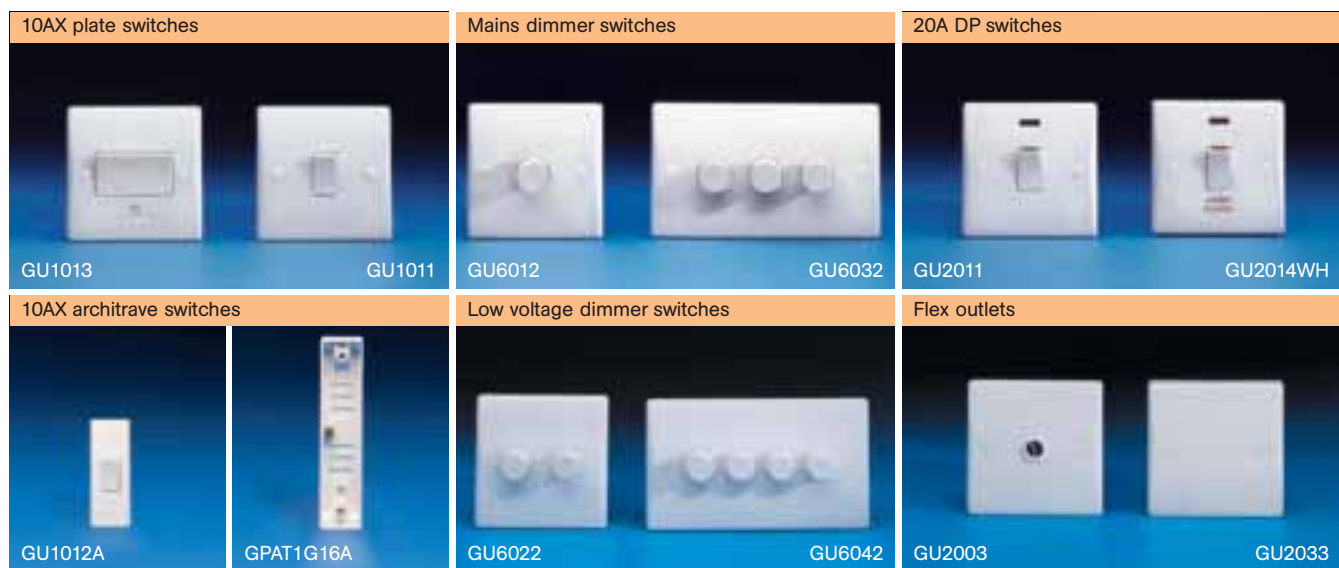 10AX plate switches
GU1013
GU1011
Mains dimmer switches
GU6012
GU6032
20A DP switches
GU2011
GU2014WH
10AX architrave switches
GU1012A
GPAT1G16A
Low voltage dimmer switches
GU6022
GU6042
Flex outlets
GU2003
GU2033